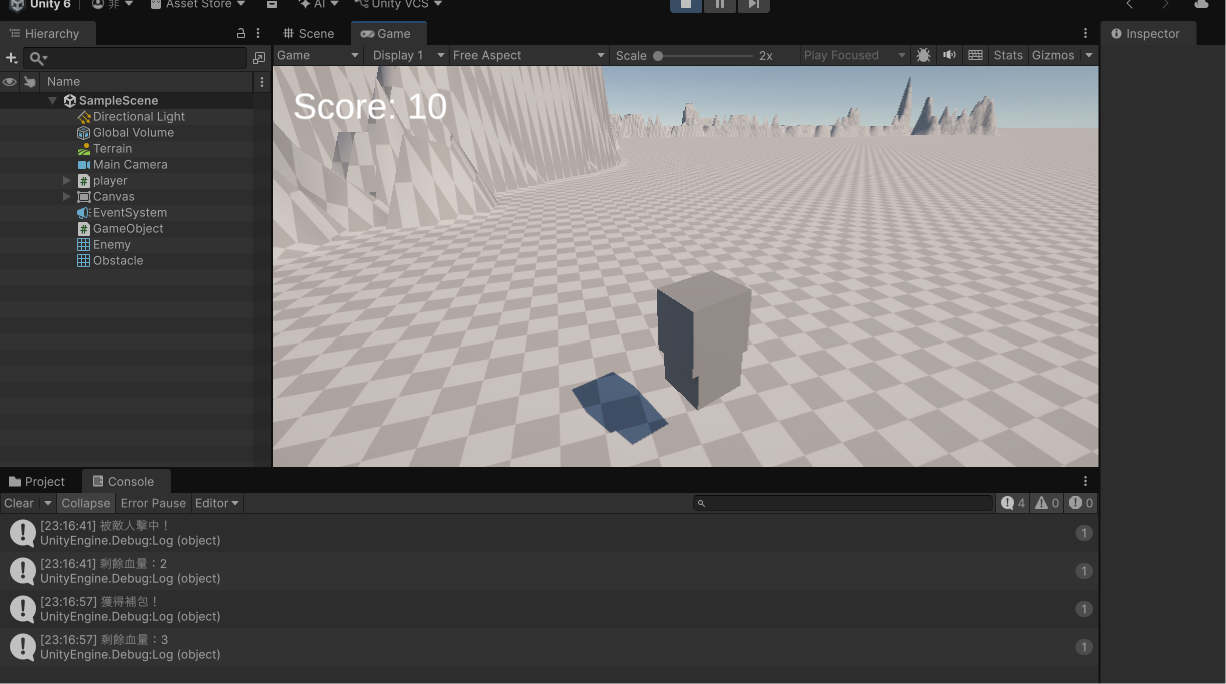 Unity 6
非
Asset Store
AI
Unity VCS
Hierarchy
Scene
Game
Inspector
Game
Display 1
Free Aspect
Scale
2x
Play Focused
Stats
Gizmos
Name
SampleScene
Directional Light
Global Volume
Terrain
Main Camera
player
Canvas
EventSystem
GameObject
Enemy
Obstacle
Score: 10
Project
Console
Clear
Collapse
Error Pause
Editor
4
0
0
[23:16:41] 被敵人擊中！
UnityEngine.Debug:Log (object)
1
[23:16:41] 剩餘血量：2
UnityEngine.Debug:Log (object)
1
[23:16:57] 獲得補包！
UnityEngine.Debug:Log (object)
1
[23:16:57] 剩餘血量：3
UnityEngine.Debug:Log (object)
1